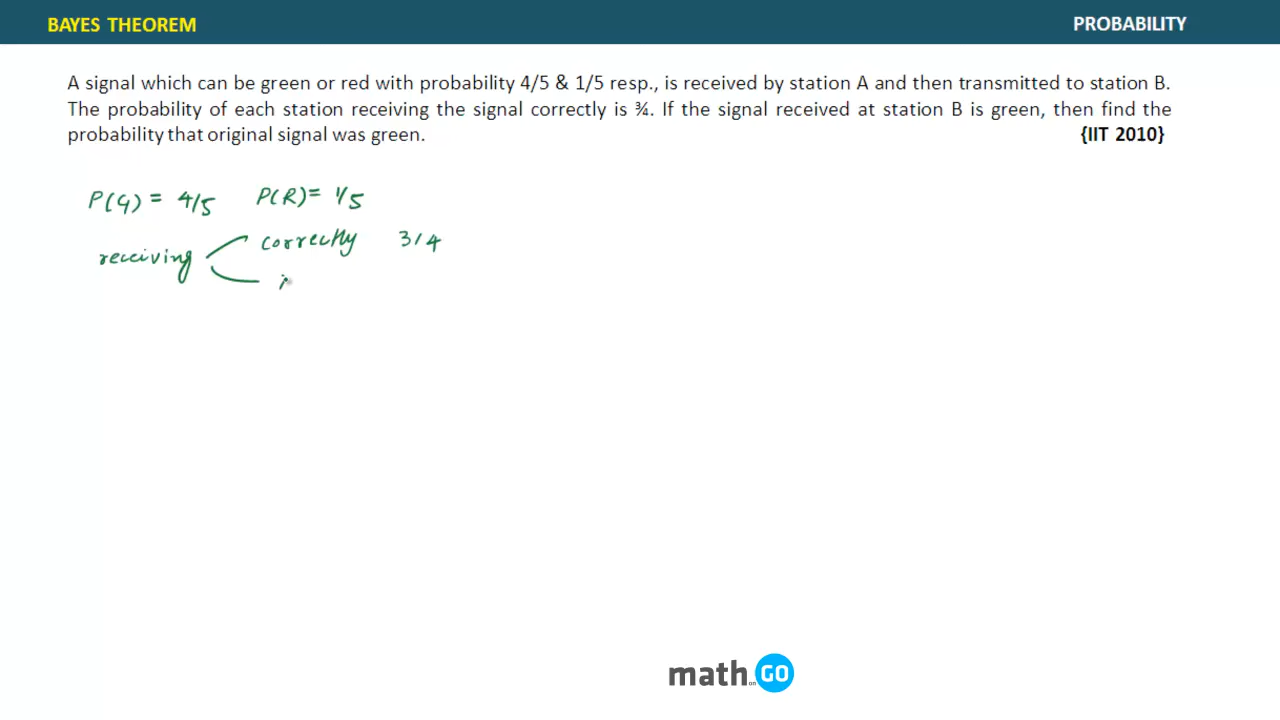 BAYES THEOREM
PROBABILITY
A signal which can be green or red with probability 4/5 & 1/5 resp., is received by station A and then transmitted to station B.
The probability of each station receiving the signal correctly is ¾. If the signal received at station B is green, then find the
probability that original signal was green. {IIT 2010}
P(G) = 4/5 P(R) = 1/5
correctly 3/4
receiving
i
math on GO